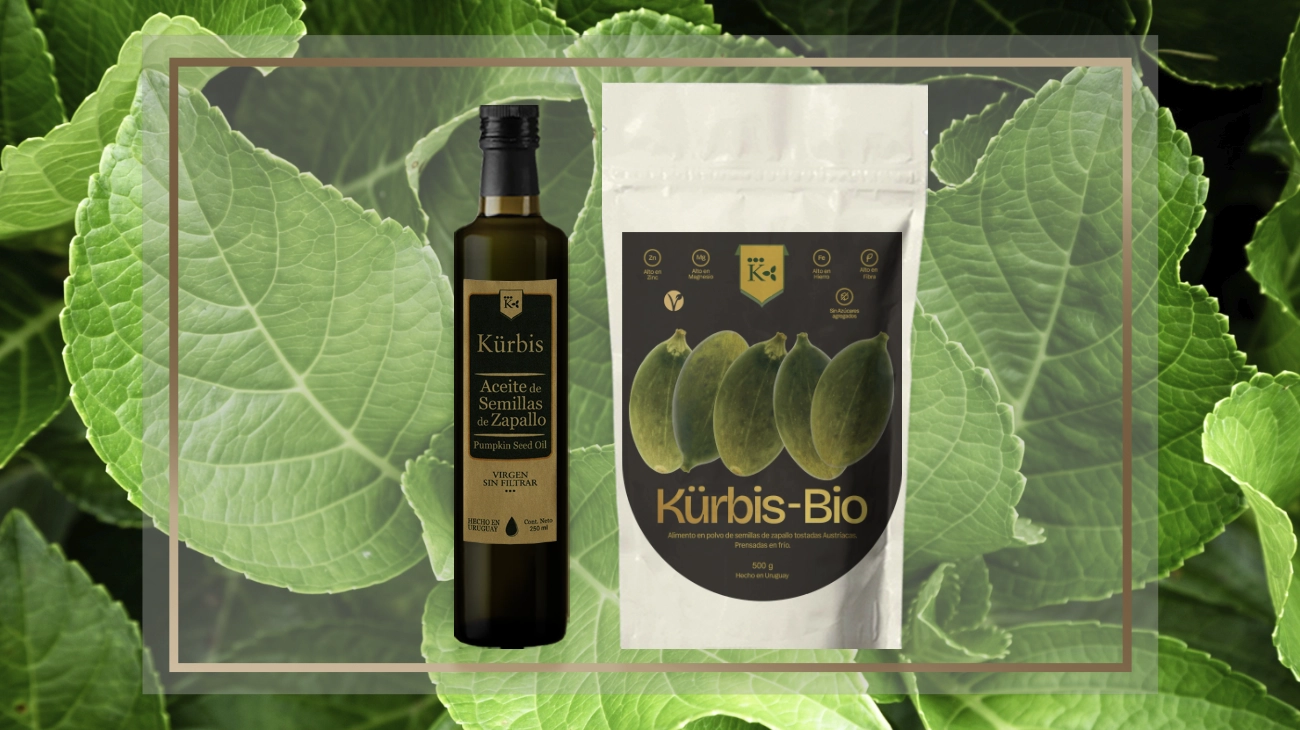 K
Kürbis
Aceite de
Semillas
de Zapallo
Pumpkin Seed Oil
VIRGEN
SIN FILTRAR
HECHO EN
URUGUAY
Cont. Neto
250 ml
Zn
Alto en
Zinc
Mg
Alto en
Magnesio
K
Fe
Alto en
Hierro
Alto en
Fibra
V
Sin Azúcares
agregados
Kürbis-Bio
Alimento en polvo de semillas de zapallo tostadas Austríacas.
Prensadas en frío.
500 g
Hecho en Uruguay